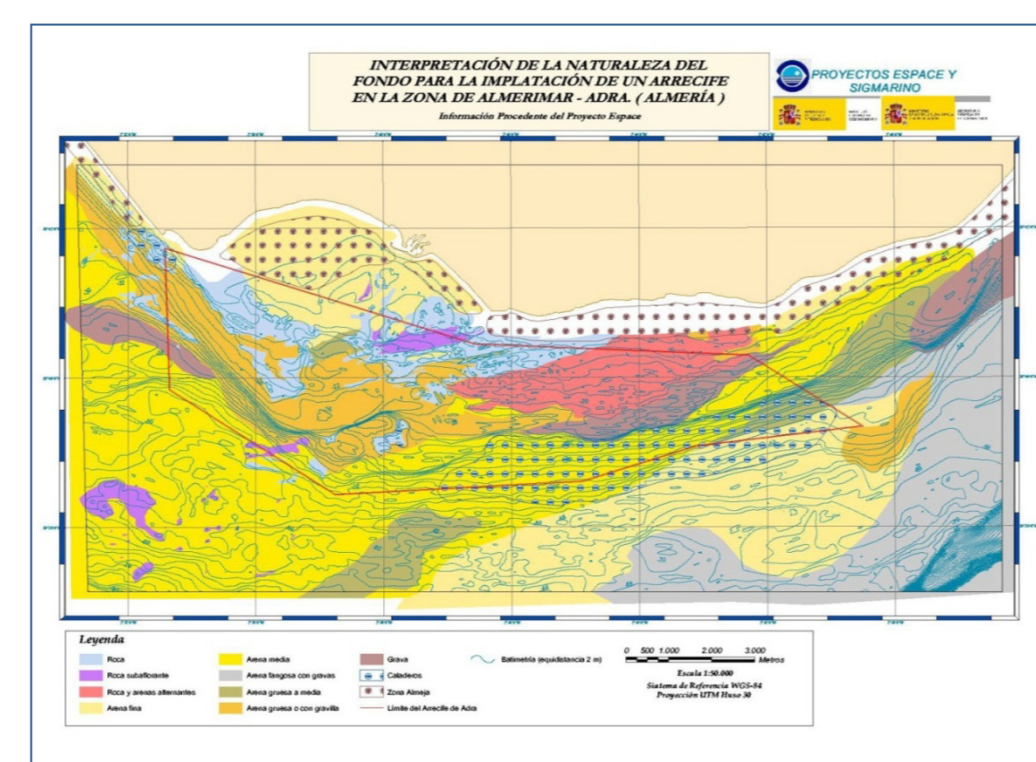 INTERPRETACIÓN DE LA NATURALEZA DEL
FONDO PARA LA IMPLATACIÓN DE UN ARRECIFE
EN LA ZONA DE ALMERIMAR - ADRA. ( ALMERÍA )
Información Procedente del Proyecto Espace
PROYECTOS ESPACE Y
SIGMARINO
Leyenda
Roca
Roca subaflorante
Roca y arenas alternantes
Arena fina
Arena media
Arena fangosa con gravas
Arena gruesa a media
Arena gruesa o con gravilla
Grava
Caladeros
Zona Almeja
Límite del Arrecife de Adra
Batimetría (equidistancia 2 m)
0 500 1.000 2.000 3.000
Metros
Escala 1:50.000
Sistema de Referencia WGS-84
Proyección UTM Huso 30